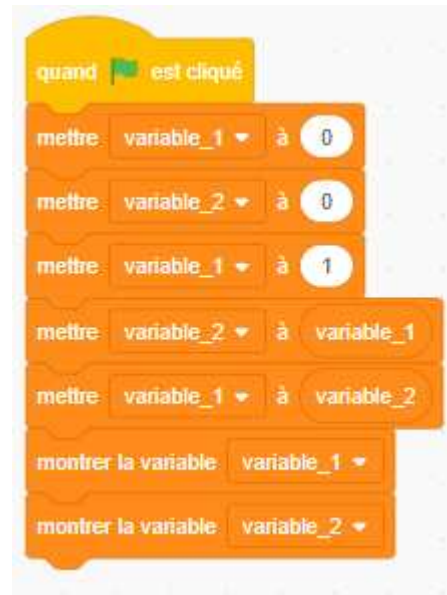 quand est cliqué
mettre variable_1 à 0
mettre variable_2 à 0
mettre variable_1 à 1
mettre variable_2 à variable_1
mettre variable_1 à variable_2
montrer la variable variable_1
montrer la variable variable_2